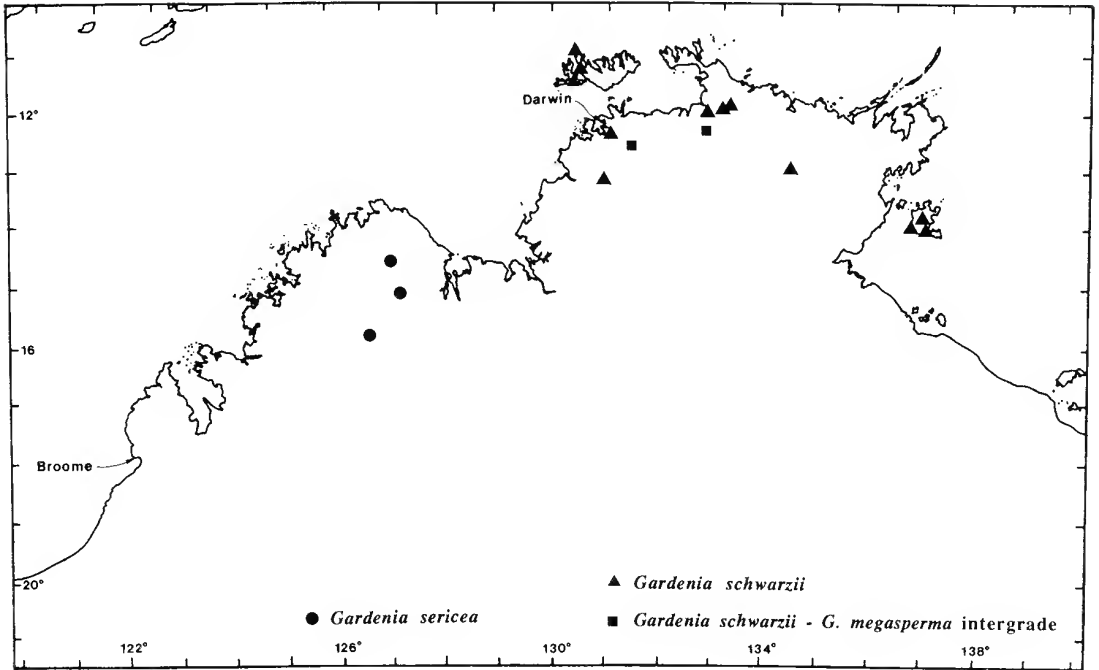 Darwin
12°
16
Broome
20°
▲ Gardenia schwarzii
● Gardenia sericea
■ Gardenia schwarzii - G. megasperma intergrade
122° 126° 130° 134° 138°